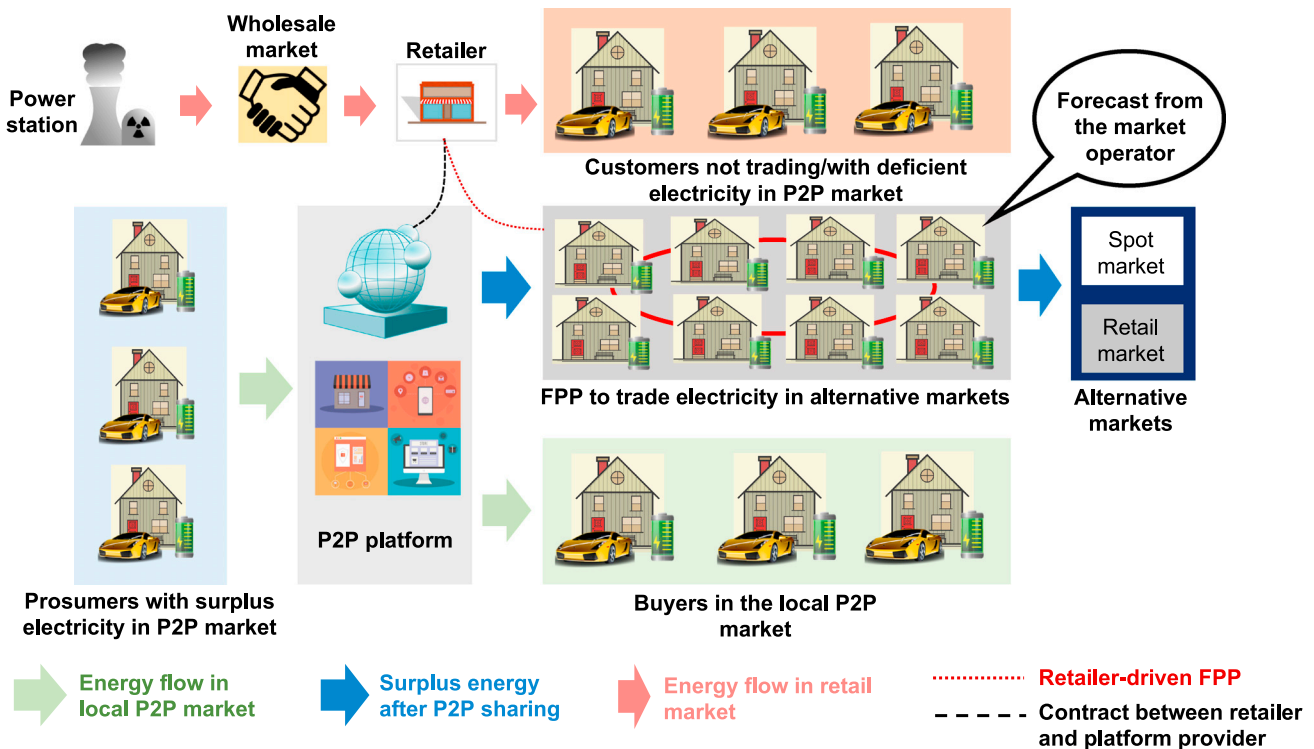 Power
station
Wholesale
market
Retailer
Customers not trading/with deficient
electricity in P2P market
Forecast from
the market
operator
P2P platform
FPP to trade electricity in alternative markets
Spot
market
Retail
market
Alternative
markets
Prosumers with surplus
electricity in P2P market
Buyers in the local P2P
market
Energy flow in
local P2P market
Surplus energy
after P2P sharing
Energy flow in retail
market
Retailer-driven FPP
Contract between retailer
and platform provider